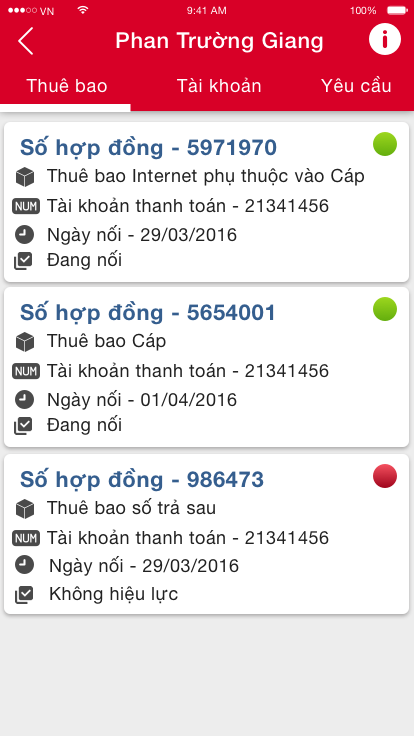 VN 9:41 AM 100%
Phan Trường Giang
Thuê bao Tài khoản Yêu cầu
Số hợp đồng - 5971970
Thuê bao Internet phụ thuộc vào Cáp
NUM Tài khoản thanh toán - 21341456
Ngày nối - 29/03/2016
Đang nối
Số hợp đồng - 5654001
Thuê bao Cáp
NUM Tài khoản thanh toán - 21341456
Ngày nối - 01/04/2016
Đang nối
Số hợp đồng - 986473
Thuê bao số trả sau
NUM Tài khoản thanh toán - 21341456
Ngày nối - 29/03/2016
Không hiệu lực